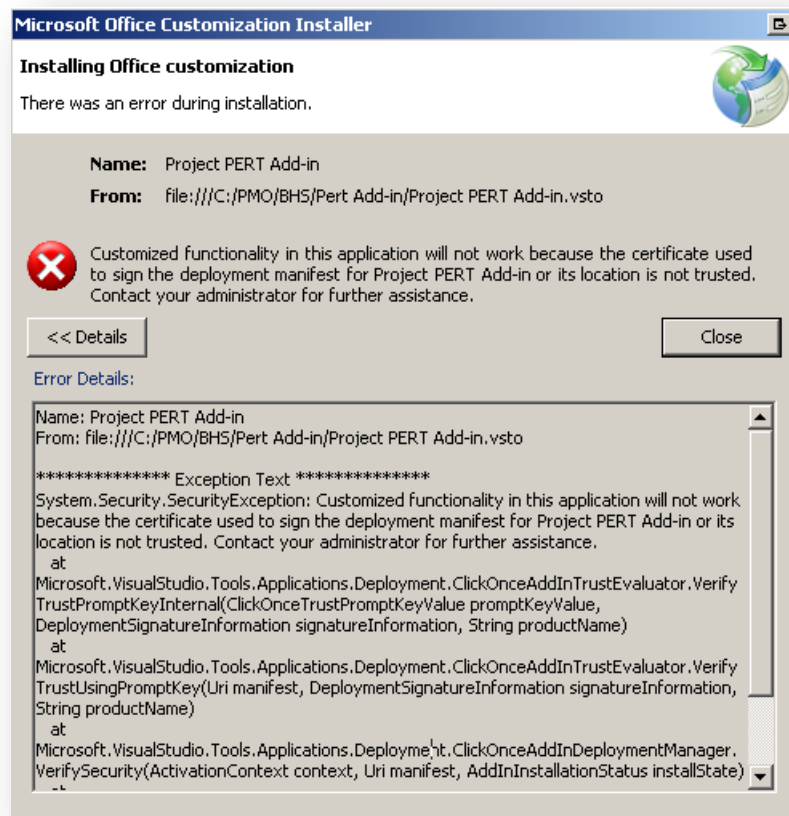 Microsoft Office Customization Installer
Installing Office customization
There was an error during installation.
Name: Project PERT Add-in
From: file:///C:/PMO/BHS/Pert Add-in/Project PERT Add-in.vsto
Customized functionality in this application will not work because the certificate used
to sign the deployment manifest for Project PERT Add-in or its location is not trusted.
Contact your administrator for further assistance.
<< Details
Close
Error Details:
Name: Project PERT Add-in
From: file:///C:/PMO/BHS/Pert Add-in/Project PERT Add-in.vsto
************** Exception Text **************
System.Security.SecurityException: Customized functionality in this application will not work
because the certificate used to sign the deployment manifest for Project PERT Add-in or its
location is not trusted. Contact your administrator for further assistance.
at
Microsoft.VisualStudio.Tools.Applications.Deployment.ClickOnceAddInTrustEvaluator.Verify
TrustPromptKeyInternal(ClickOnceTrustPromptKeyValue promptKeyValue,
DeploymentSignatureInformation signatureInformation, String productName)
at
Microsoft.VisualStudio.Tools.Applications.Deployment.ClickOnceAddInTrustEvaluator.Verify
TrustUsingPromptKey(Uri manifest, DeploymentSignatureInformation signatureInformation,
String productName)
at
Microsoft.VisualStudio.Tools.Applications.Deployment.ClickOnceAddInDeploymentManager.
VerifySecurity(ActivationContext context, Uri manifest, AddInInstallationStatus installState)